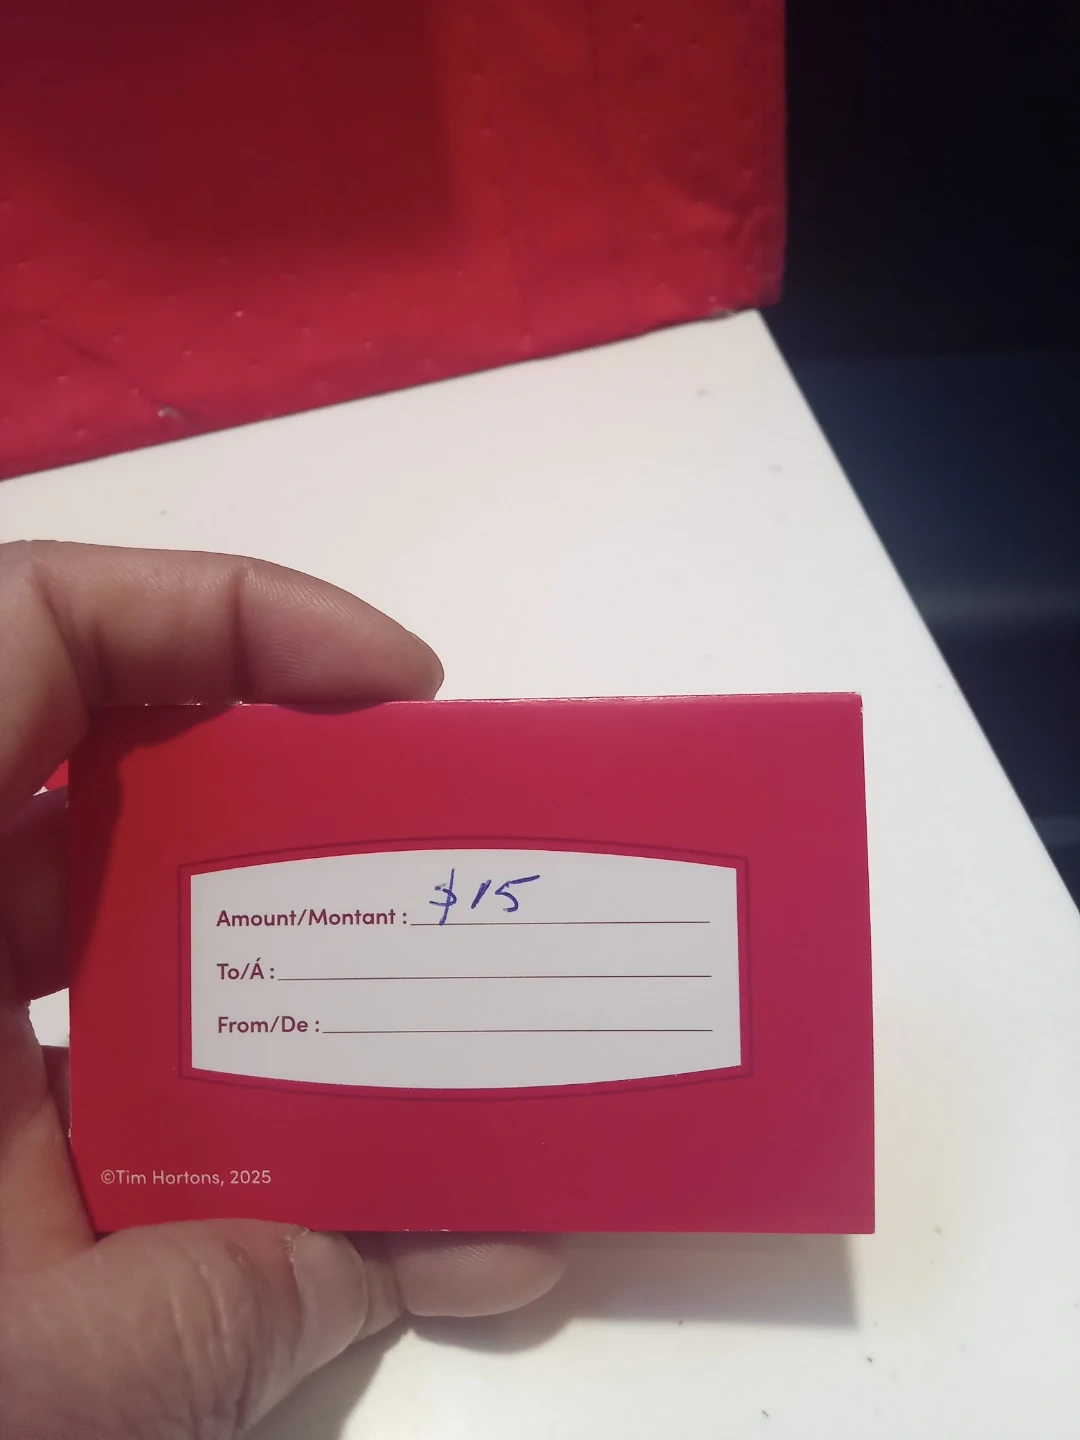 Amount/Montant : $15
To/Á :
From/De :
©Tim Hortons, 2025